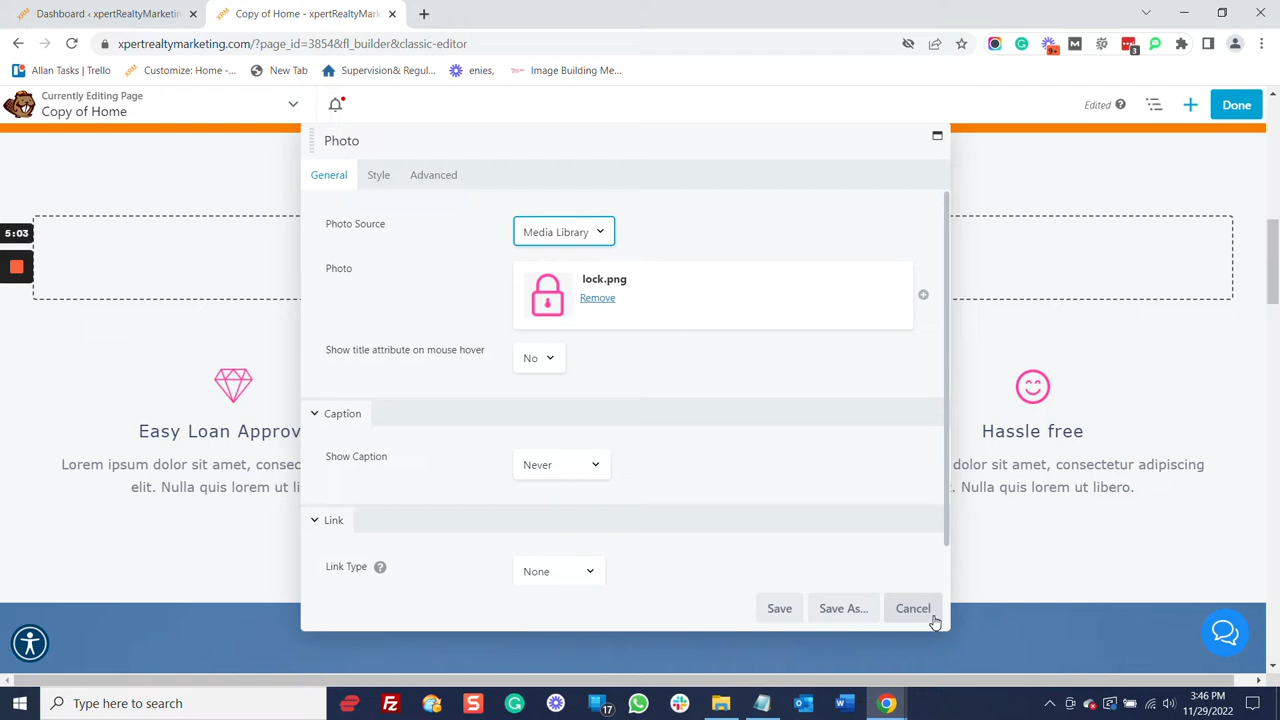 Dashboard ‹ xpertRealtyMarketin
Copy of Home - xpertRealtyMark
xpertrealtymarketing.com/?page_id=3854&fl_builder&classic-editor
9+
3
Allan Tasks | Trello
Customize: Home -...
New Tab
Supervision& Regul...
enies,
Image Building Me...
Currently Editing Page
Copy of Home
Edited
Done
Photo
General
Style
Advanced
5:03
Photo Source
Media Library
Photo
lock.png
Remove
Show title attribute on mouse hover
No
Caption
Show Caption
Never
Link
Link Type
None
Save
Save As...
Cancel
Easy Loan Approv
Lorem ipsum dolor sit amet, consec
elit. Nulla quis lorem ut li
Hassle free
dolor sit amet, consectetur adipiscing
. Nulla quis lorem ut libero.
Type here to search
17
3:46 PM
11/29/2022